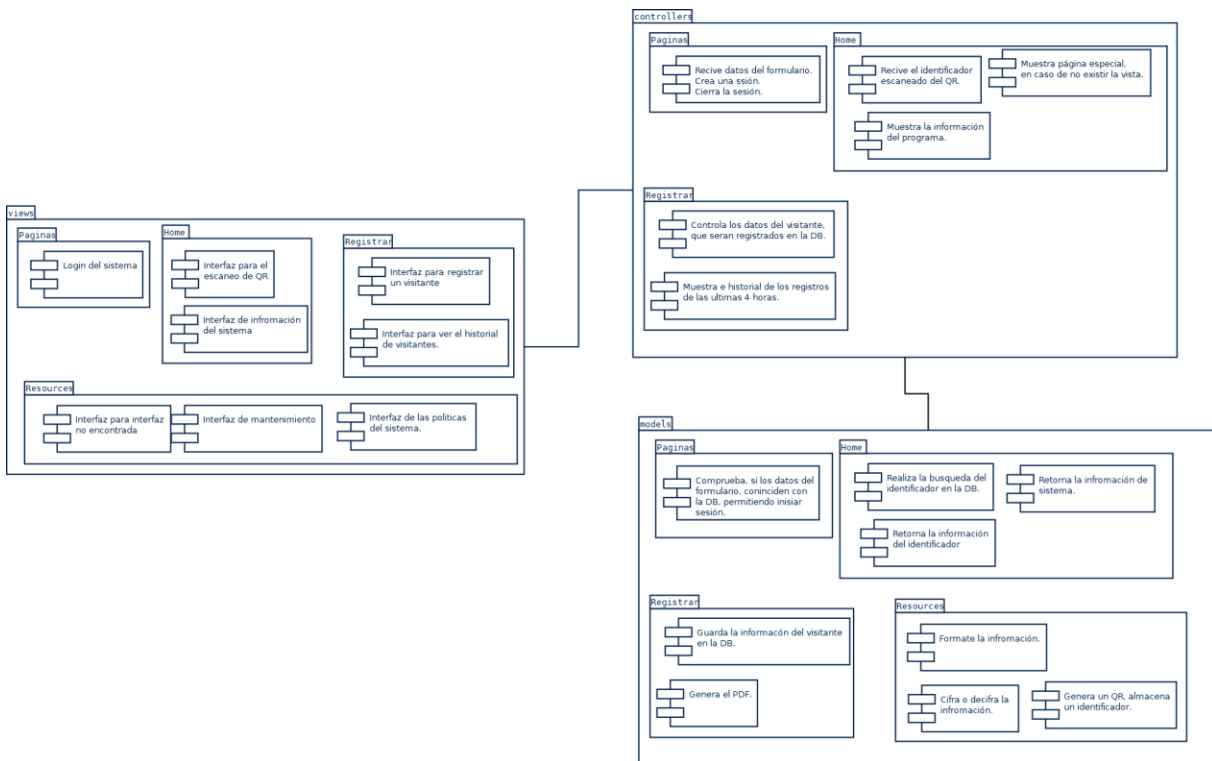 controllers
Paginas
Recive datos del formulario.
Crea una ssión.
Cierra la sesión.
Home
Recive el identificador
escaneado del QR.
Muestra página especial,
en caso de no existir la vista.
Muestra la información
del programa.
Registrar
Controla los datos del visitante,
que seran registrados en la DB.
Muestra e historial de los registros
de las ultimas 4 horas.
views
Paginas
Login del sistema
Home
Interfaz para el
escaneo de QR
Interfaz de infromación
del sistema
Registrar
Interfaz para registrar
un visitante
Interfaz para ver el historial
de visitantes.
Resources
Interfaz para interfaz
no encontrada
Interfaz de mantenimiento
Interfaz de las politicas
del sistema.
models
Paginas
Comprueba, si los datos del
formulario, coninciden con
la DB, permitiendo inisiar
sesión.
Home
Realiza la busqueda del
identificador en la DB.
Retorna la infromación de
sistema.
Retorna la información
del identificador
Registrar
Guarda la informacón del visitante
en la DB.
Genera el PDF.
Resources
Formate la infromación.
Cifra o decifra la
infromación.
Genera un QR, almacena
un identificador.